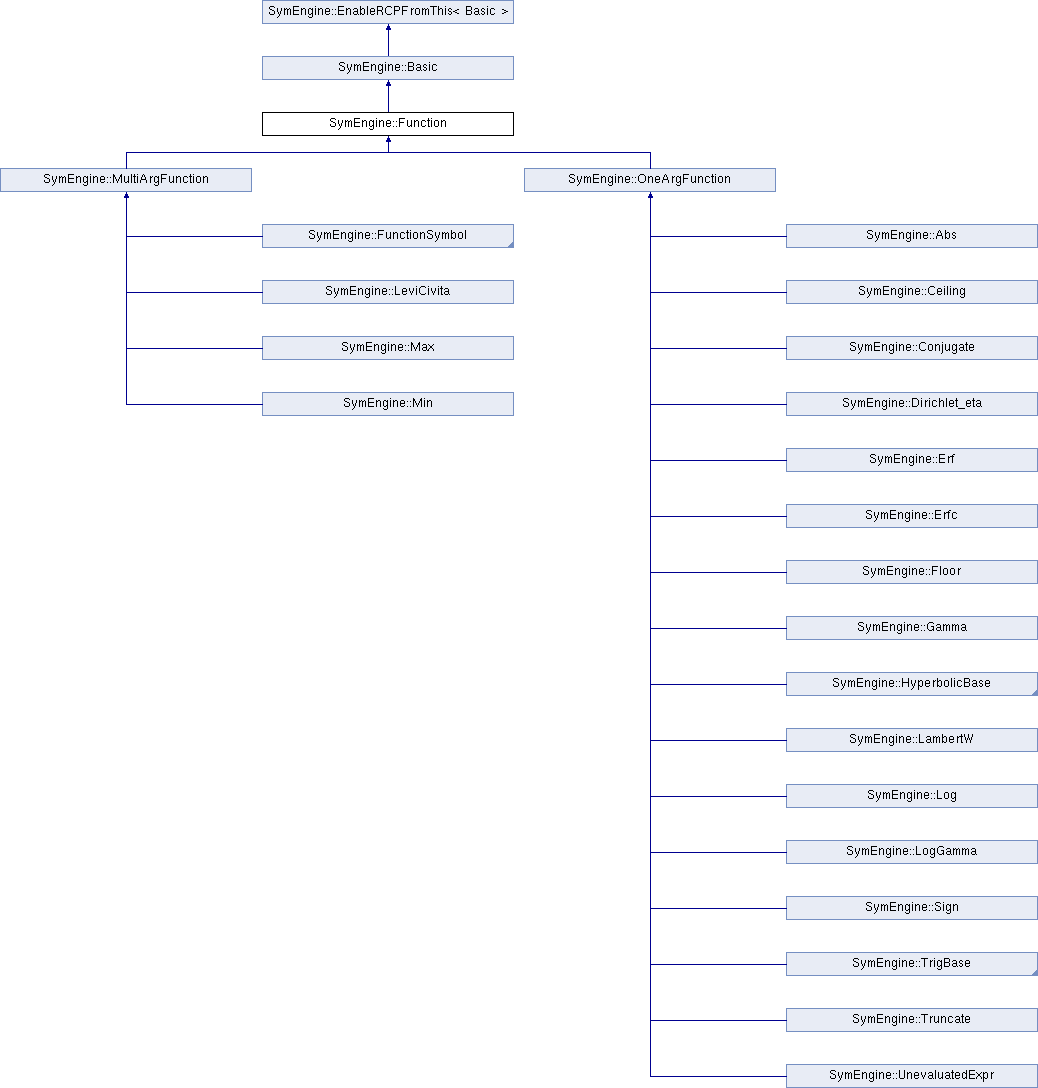 SymEngine::EnableRCPFromThis< Basic >
SymEngine::Basic
SymEngine::Function
SymEngine::MultiArgFunction
SymEngine::OneArgFunction
SymEngine::FunctionSymbol
SymEngine::Abs
SymEngine::LeviCivita
SymEngine::Ceiling
SymEngine::Max
SymEngine::Conjugate
SymEngine::Min
SymEngine::Dirichlet_eta
SymEngine::Erf
SymEngine::Erfc
SymEngine::Floor
SymEngine::Gamma
SymEngine::HyperbolicBase
SymEngine::LambertW
SymEngine::Log
SymEngine::LogGamma
SymEngine::Sign
SymEngine::TrigBase
SymEngine::Truncate
SymEngine::UnevaluatedExpr